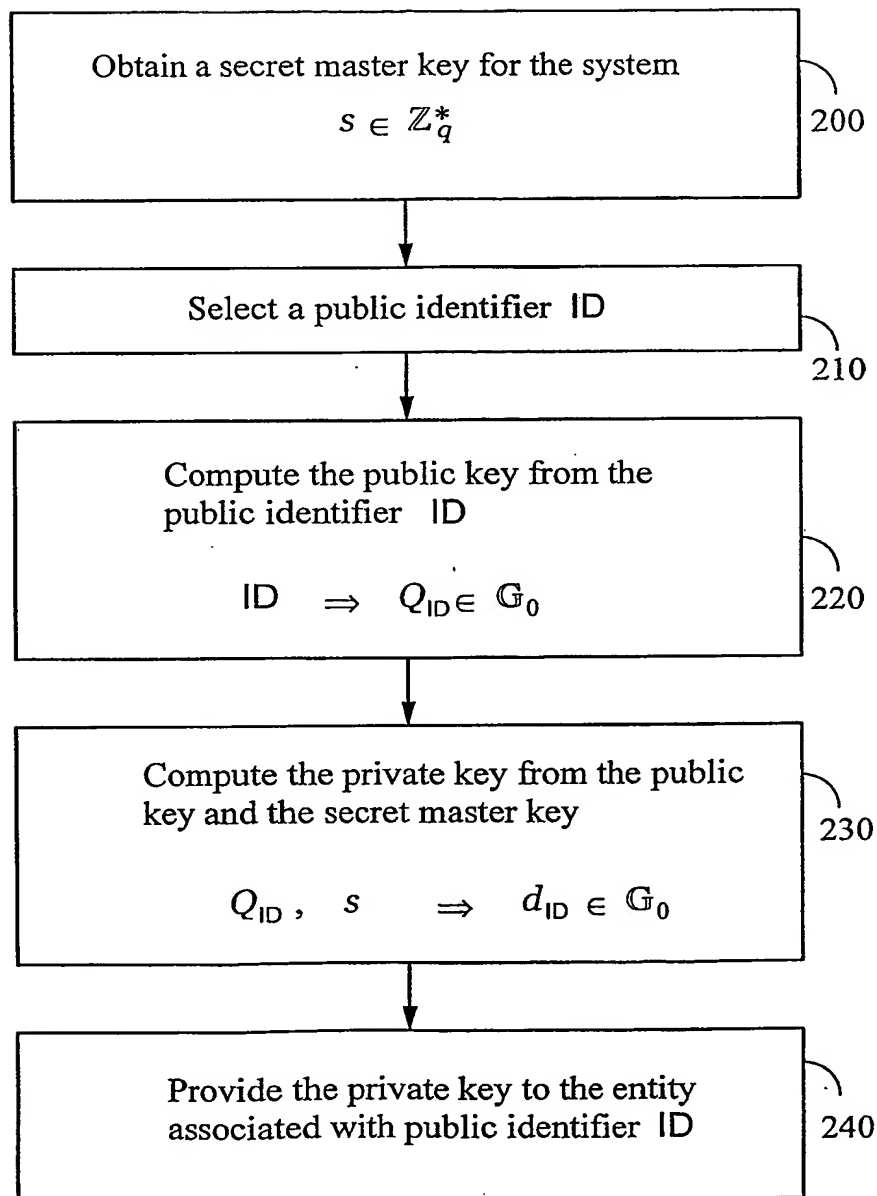 Obtain a secret master key for the system
s ∈ ℤ*q
200
Select a public identifier ID
210
Compute the public key from the
public identifier ID
ID ⇒ QID ∈ 𝔾0
220
Compute the private key from the public
key and the secret master key
QID , s ⇒ dID ∈ 𝔾0
230
Provide the private key to the entity
associated with public identifier ID
240